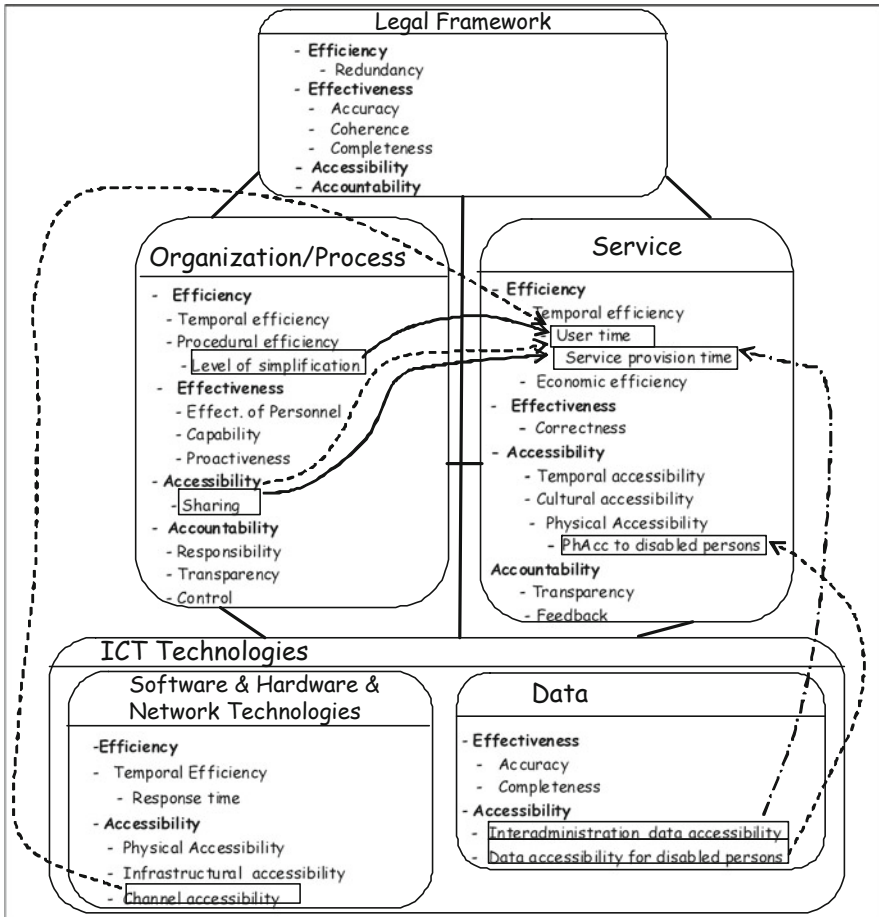 Legal Framework
- Efficiency
- Redundancy
- Effectiveness
- Accuracy
- Coherence
- Completeness
- Accessibility
- Accountability
Organization/Process
- Efficiency
- Temporal efficiency
- Procedural efficiency
- Level of simplification
- Effectiveness
- Effect. of Personnel
- Capability
- Proactiveness
- Accessibility
- Sharing
- Accountability
- Responsibility
- Transparency
- Control
Service
- Efficiency
Temporal efficiency
- User time
Service provision time
- Economic efficiency
- Effectiveness
- Correctness
- Accessibility
- Temporal accessibility
- Cultural accessibility
- Physical Accessibility
- PhAcc to disabled persons
Accountability
- Transparency
- Feedback
ICT Technologies
Software & Hardware &
Network Technologies
-Efficiency
- Temporal Efficiency
- Response time
- Accessibility
- Physical Accessibility
- Infrastructural accessibility
- Channel accessibility
Data
- Effectiveness
- Accuracy
- Completeness
- Accessibility
- Interadministration data accessibility
- Data accessibility for disabled persons